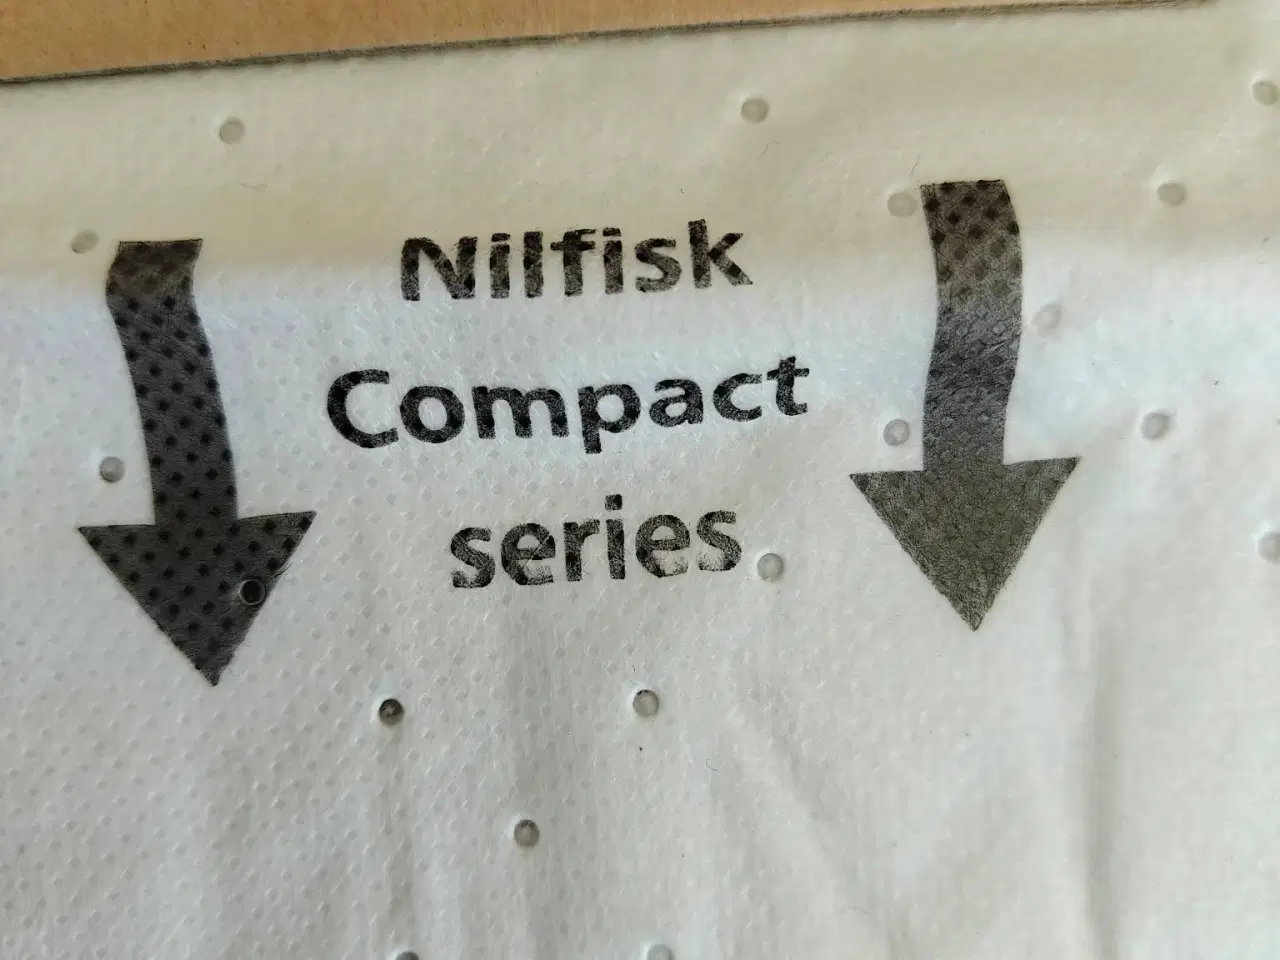 Nilfisk
Compact
series